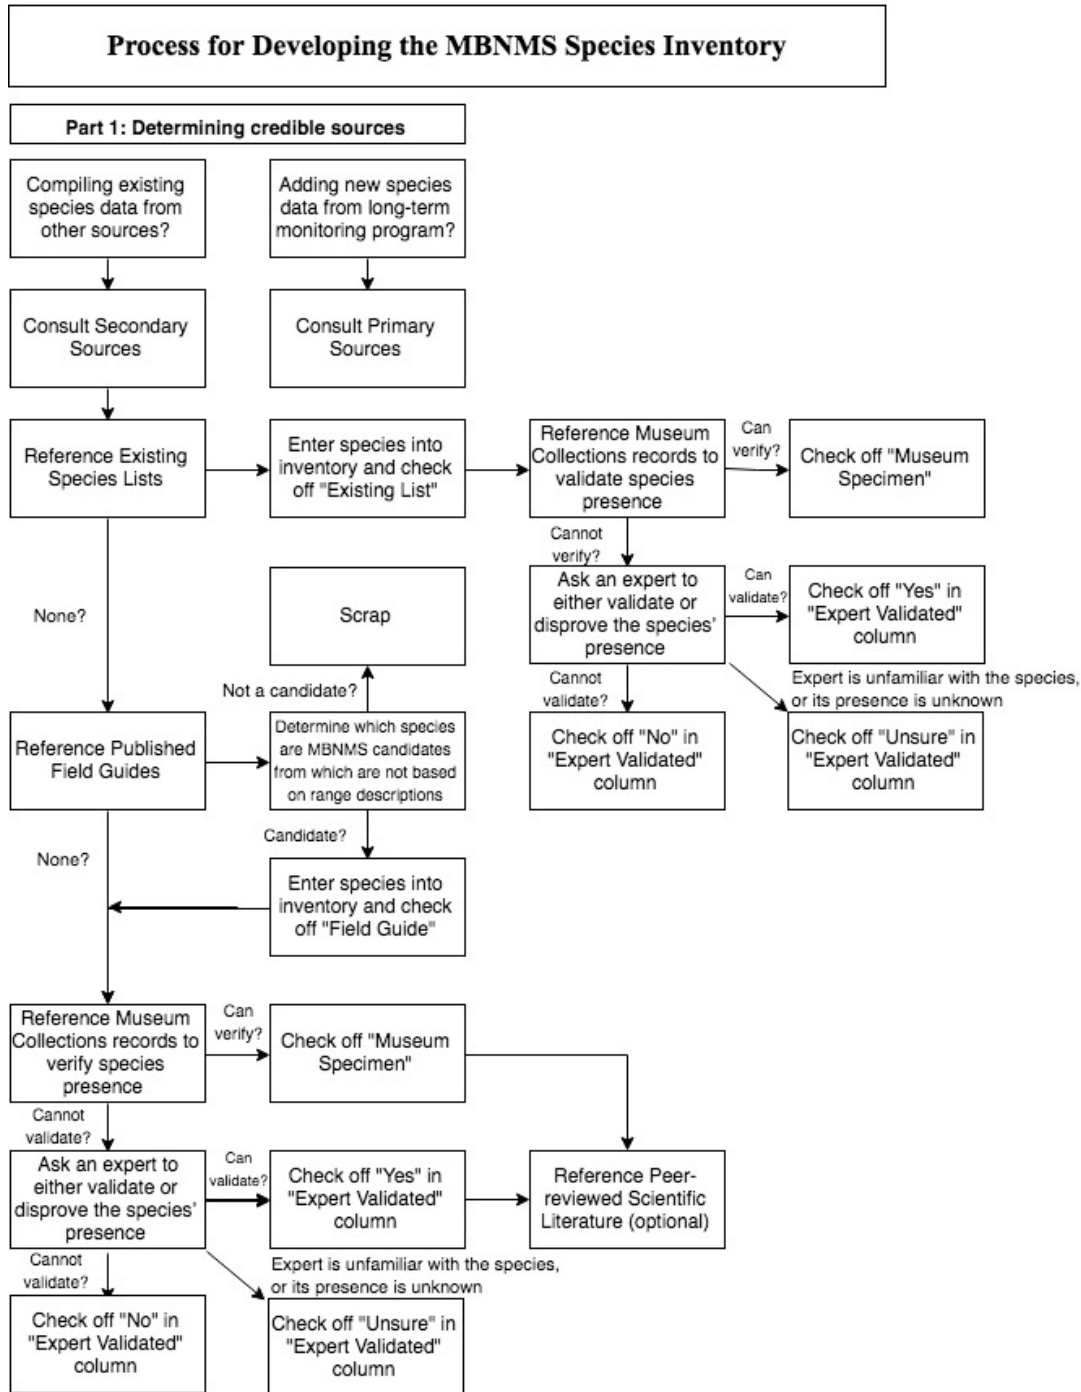 Process for Developing the MBNMS Species Inventory
Part 1: Determining credible sources
Compiling existing
species data from
other sources?
Adding new species
data from long-term
monitoring program?
Consult Secondary
Sources
Consult Primary
Sources
Reference Existing
Species Lists
Enter species into
inventory and check
off "Existing List"
Reference Museum
Collections records to
validate species
presence
Can
verify?
Check off "Museum
Specimen"
Cannot
verify?
Ask an expert to
either validate or
disprove the species'
presence
Can
validate?
Check off "Yes" in
"Expert Validated"
column
None?
Scrap
Not a candidate?
Cannot
validate?
Expert is unfamiliar with the species,
or its presence is unknown
Reference Published
Field Guides
Determine which species
are MBNMS candidates
from which are not based
on range descriptions
Check off "No" in
"Expert Validated"
column
Check off "Unsure" in
"Expert Validated"
column
Candidate?
None?
Enter species into
inventory and check
off "Field Guide"
Reference Museum
Collections records to
verify species
presence
Can
verify?
Check off "Museum
Specimen"
Cannot
validate?
Ask an expert to
either validate or
disprove the species'
presence
Can
validate?
Check off "Yes" in
"Expert Validated"
column
Reference Peer-
reviewed Scientific
Literature (optional)
Cannot
validate?
Expert is unfamiliar with the species,
or its presence is unknown
Check off "No" in
"Expert Validated"
column
Check off "Unsure" in
"Expert Validated"
column